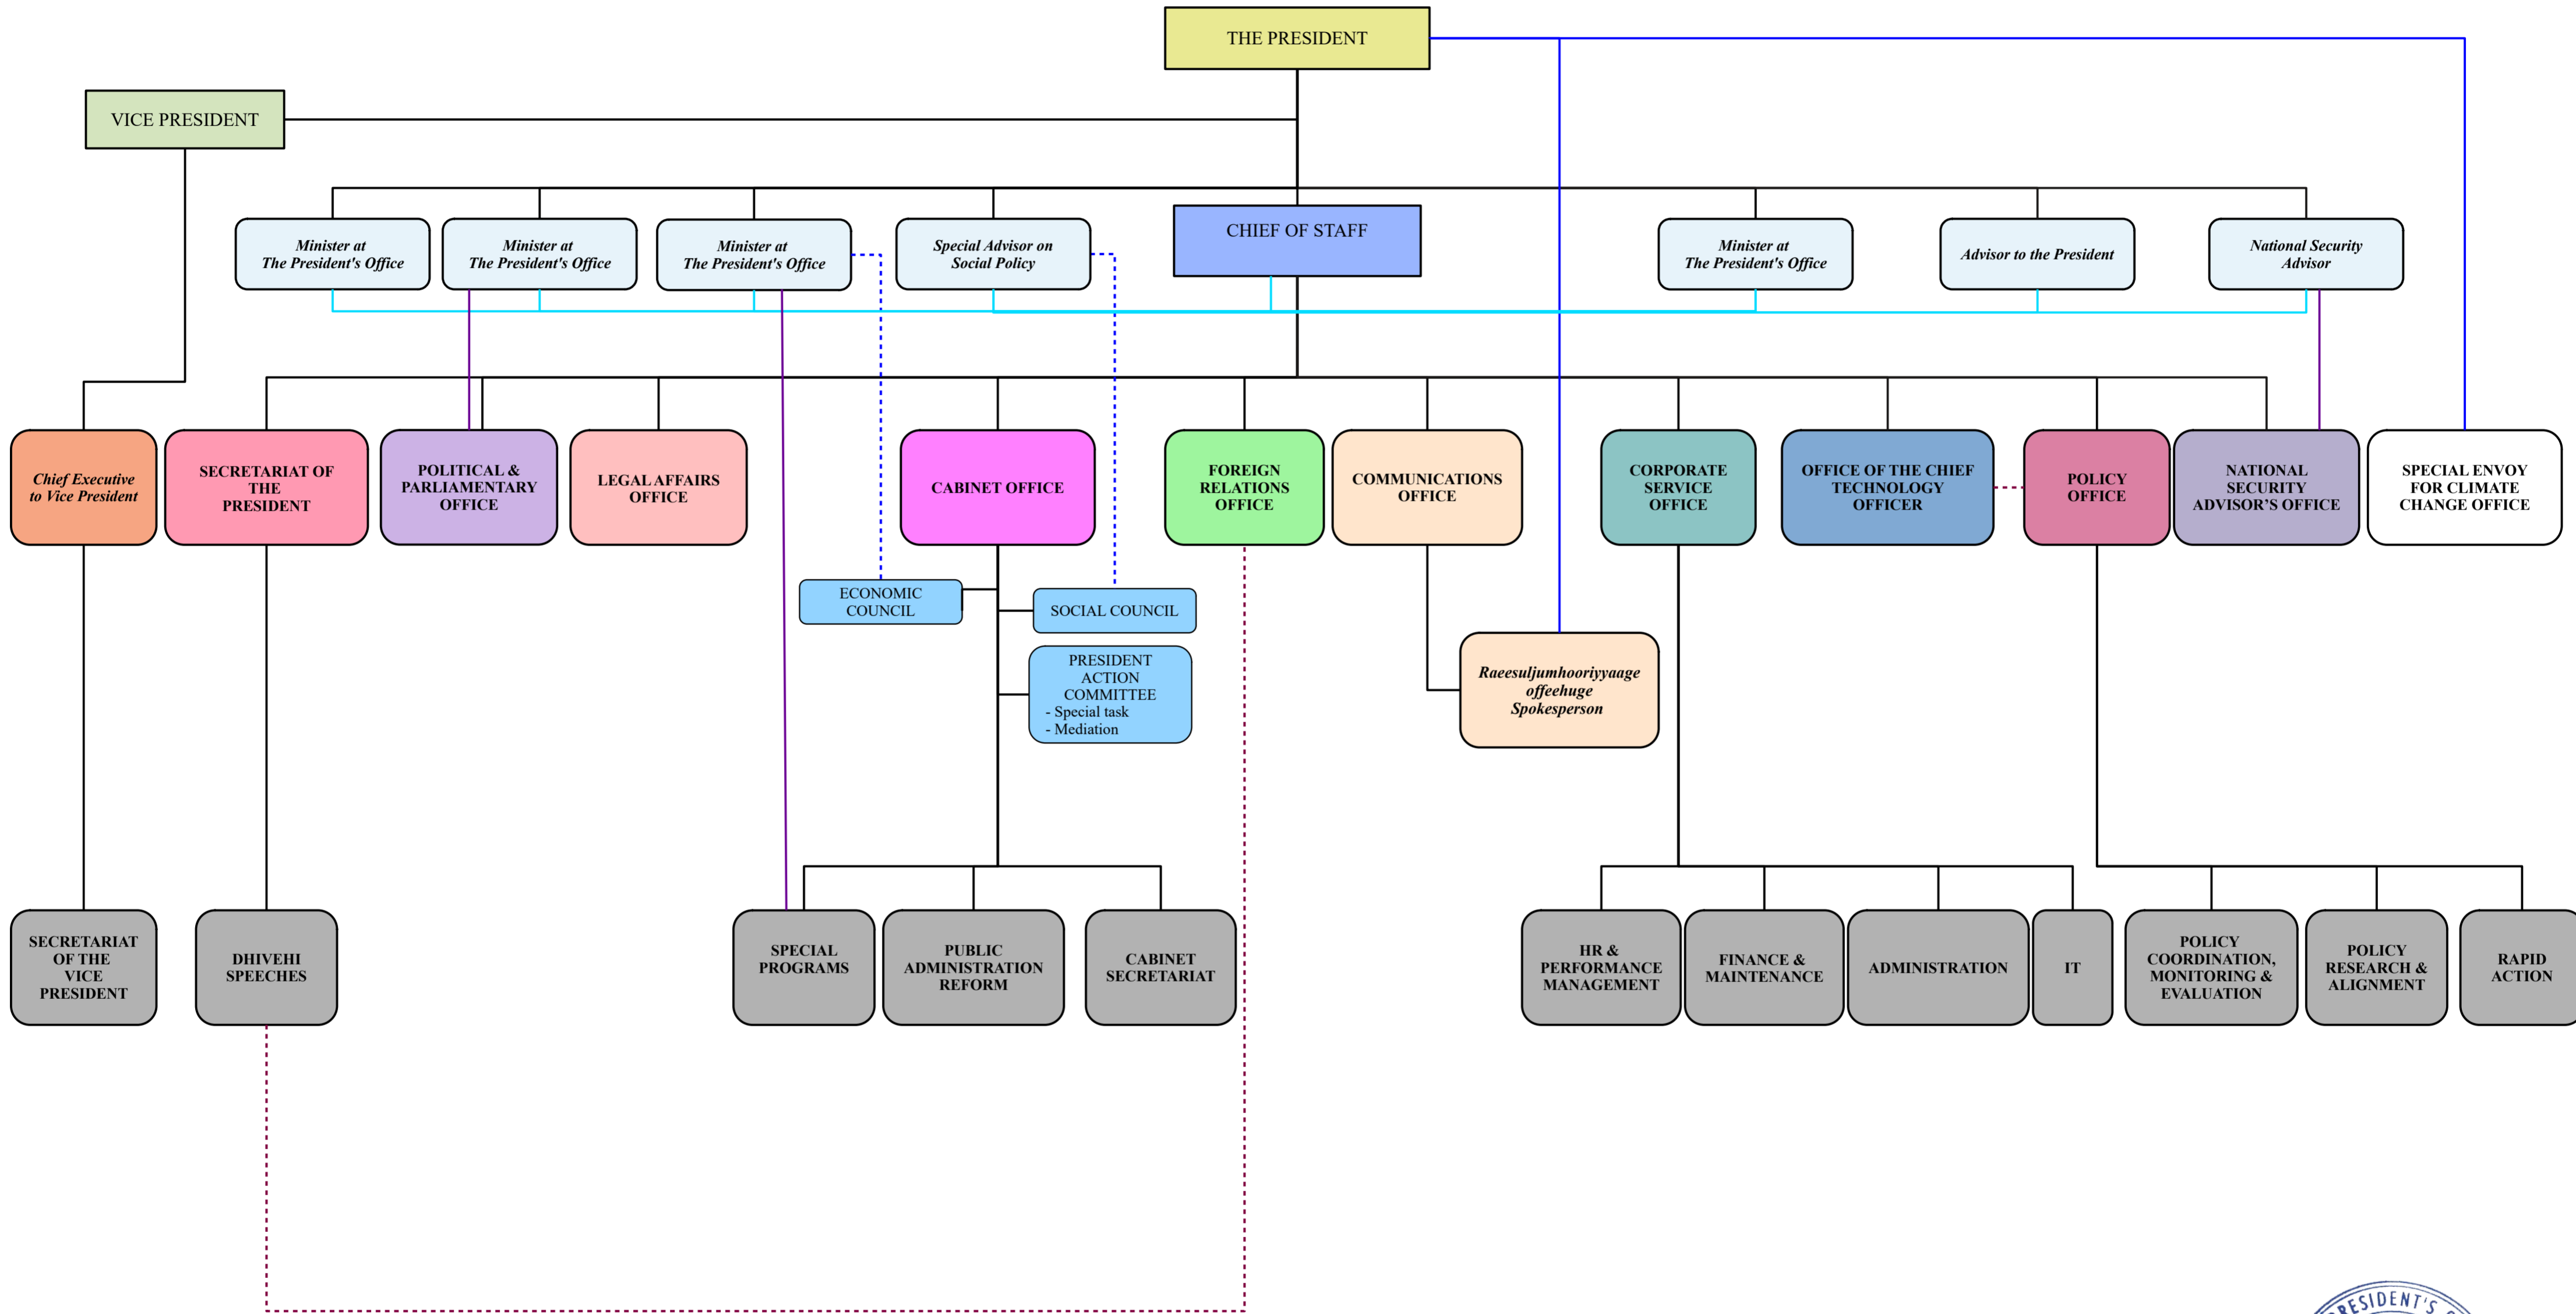 THE PRESIDENT
VICE PRESIDENT
Minister at
The President's Office
Minister at
The President's Office
Minister at
The President's Office
Special Advisor on
Social Policy
CHIEF OF STAFF
Minister at
The President's Office
Advisor to the President
National Security
Advisor
Chief Executive
to Vice President
SECRETARIAT OF
THE
PRESIDENT
POLITICAL &
PARLIAMENTARY
OFFICE
LEGAL AFFAIRS
OFFICE
CABINET OFFICE
FOREIGN
RELATIONS
OFFICE
COMMUNICATIONS
OFFICE
CORPORATE
SERVICE
OFFICE
OFFICE OF THE CHIEF
TECHNOLOGY
OFFICER
POLICY
OFFICE
NATIONAL
SECURITY
ADVISOR’S OFFICE
SPECIAL ENVOY
FOR CLIMATE
CHANGE OFFICE
ECONOMIC
COUNCIL
SOCIAL COUNCIL
PRESIDENT
ACTION
COMMITTEE
- Special task
- Mediation
Raeesuljumhooriyyaage
offeehuge
Spokesperson
SECRETARIAT
OF THE
VICE
PRESIDENT
DHIVEHI
SPEECHES
SPECIAL
PROGRAMS
PUBLIC
ADMINISTRATION
REFORM
CABINET
SECRETARIAT
HR &
PERFORMANCE
MANAGEMENT
FINANCE &
MAINTENANCE
ADMINISTRATION
IT
POLICY
COORDINATION,
MONITORING &
EVALUATION
POLICY
RESEARCH &
ALIGNMENT
RAPID
ACTION
PRESIDENT'S